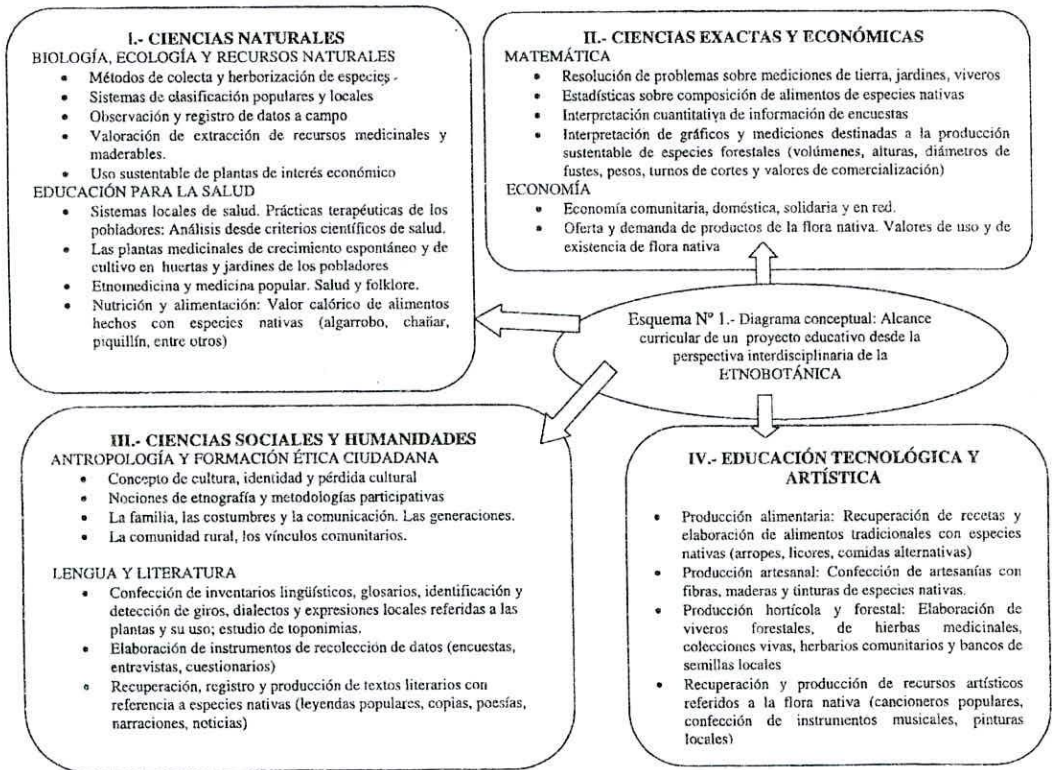 I.- CIENCIAS NATURALES
BIOLOGÍA, ECOLOGÍA Y RECURSOS NATURALES
• Métodos de colecta y herborización de especies -
• Sistemas de clasificación populares y locales
• Observación y registro de datos a campo
• Valoración de extracción de recursos medicinales y
maderables.
• Uso sustentable de plantas de interés económico
EDUCACIÓN PARA LA SALUD
• Sistemas locales de salud. Prácticas terapéuticas de los
pobladores: Análisis desde criterios científicos de salud.
• Las plantas medicinales de crecimiento espontáneo y de
cultivo en huertas y jardines de los pobladores
• Etnomedicina y medicina popular. Salud y folklore.
• Nutrición y alimentación: Valor calórico de alimentos
hechos con especies nativas (algarrobo, chañar,
piquillín, entre otros)
II.- CIENCIAS EXACTAS Y ECONÓMICAS
MATEMÁTICA
• Resolución de problemas sobre mediciones de tierra, jardines, viveros
• Estadísticas sobre composición de alimentos de especies nativas
• Interpretación cuantitativa de información de encuestas
• Interpretación de gráficos y mediciones destinadas a la producción
sustentable de especies forestales (volúmenes, alturas, diámetros de
fustes, pesos, turnos de cortes y valores de comercialización)
ECONOMÍA
• Economía comunitaria, doméstica, solidaria y en red.
• Oferta y demanda de productos de la flora nativa. Valores de uso y de
existencia de flora nativa
Esquema Nº 1.- Diagrama conceptual: Alcance
curricular de un proyecto educativo desde la
perspectiva interdisciplinaria de la
ETNOBOTÁNICA
III.- CIENCIAS SOCIALES Y HUMANIDADES
ANTROPOLOGÍA Y FORMACIÓN ÉTICA CIUDADANA
• Concepto de cultura, identidad y pérdida cultural
• Nociones de etnografía y metodologías participativas
• La familia, las costumbres y la comunicación. Las generaciones.
• La comunidad rural, los vínculos comunitarios.
LENGUA Y LITERATURA
• Confección de inventarios lingüísticos, glosarios, identificación y
detección de giros, dialectos y expresiones locales referidas a las
plantas y su uso; estudio de toponimias.
• Elaboración de instrumentos de recolección de datos (encuestas,
entrevistas, cuestionarios)
• Recuperación, registro y producción de textos literarios con
referencia a especies nativas (leyendas populares, copias, poesías,
narraciones, noticias)
IV.- EDUCACIÓN TECNOLÓGICA Y
ARTÍSTICA
• Producción alimentaria: Recuperación de recetas y
elaboración de alimentos tradicionales con especies
nativas (arropes, licores, comidas alternativas)
• Producción artesanal: Confección de artesanías con
fibras, maderas y tinturas de especies nativas.
• Producción hortícola y forestal: Elaboración de
viveros forestales, de hierbas medicinales,
colecciones vivas, herbarios comunitarios y bancos de
semillas locales
• Recuperación y producción de recursos artísticos
referidos a la flora nativa (cancioneros populares,
confección de instrumentos musicales, pinturas
locales)